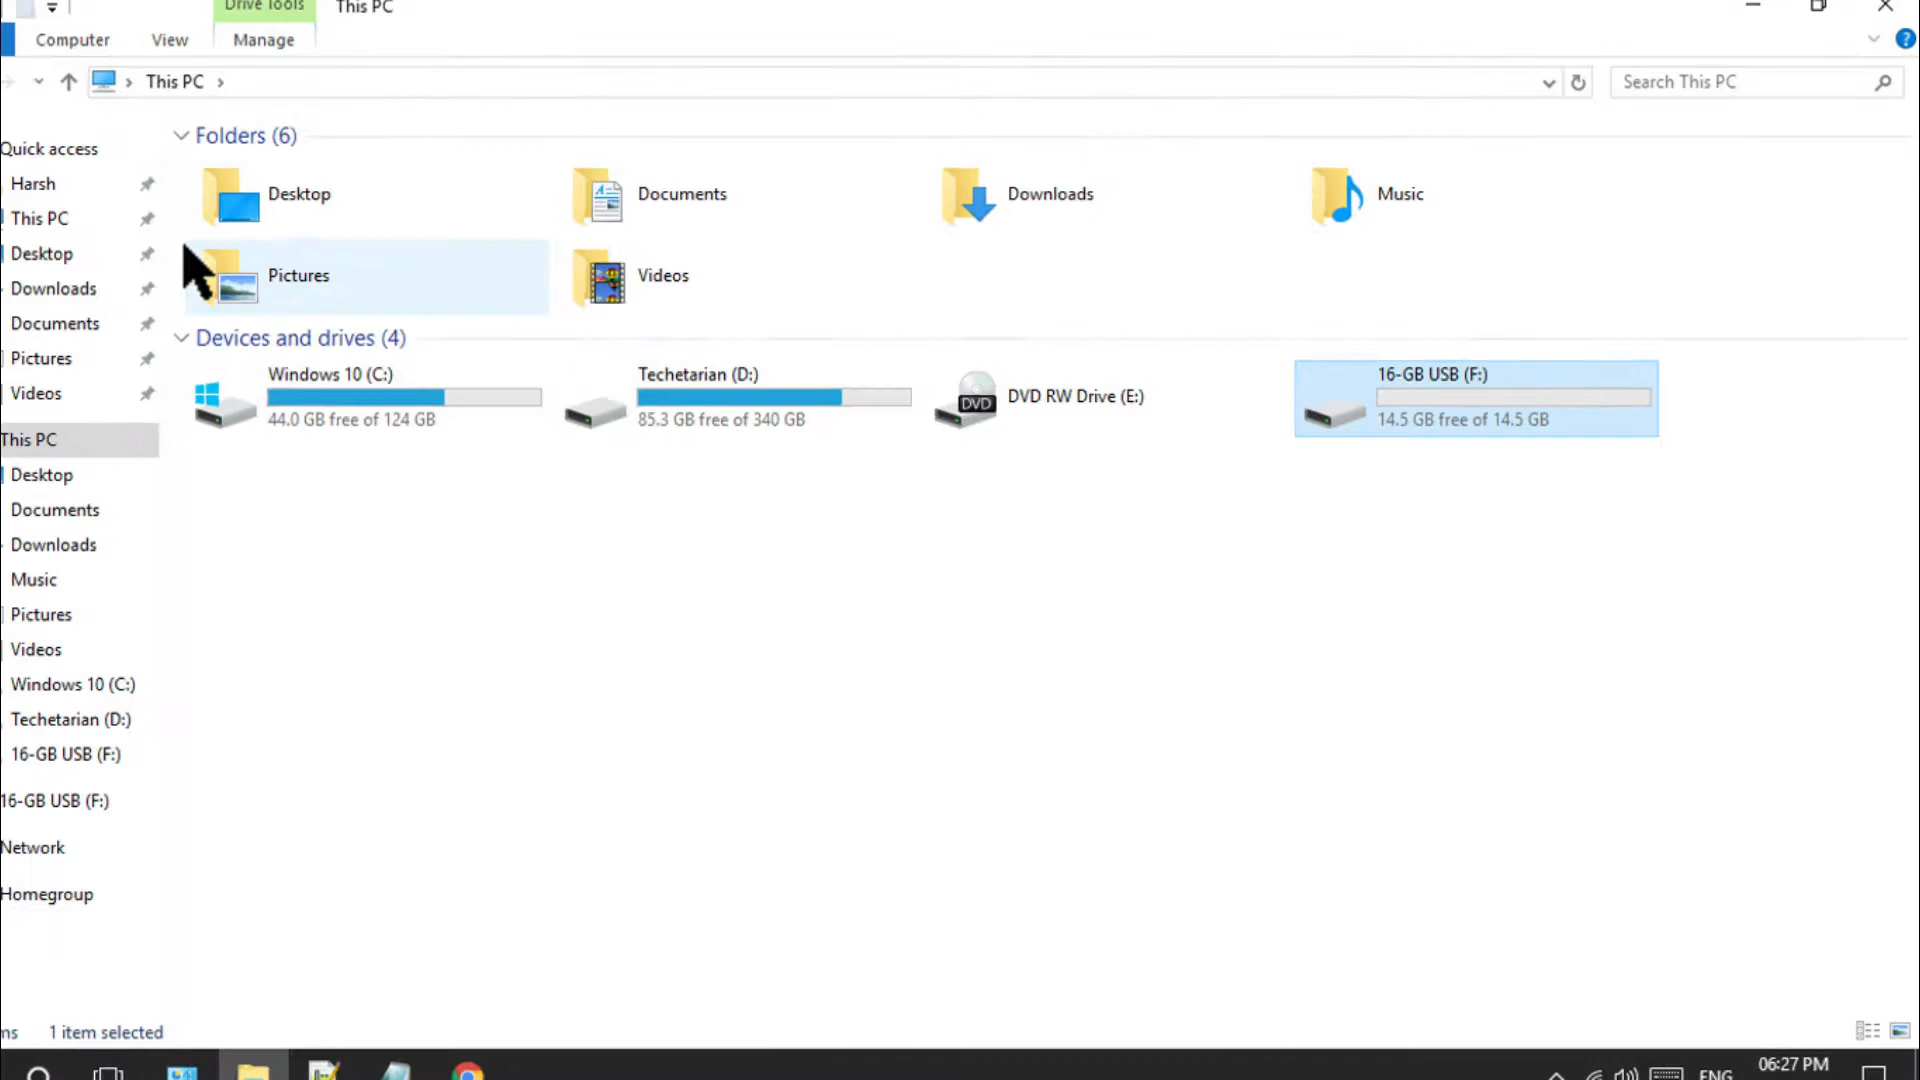 Drive Tools
This PC
Computer
View
Manage
This PC
Search This PC
Quick access
Harsh
This PC
Desktop
Downloads
Documents
Pictures
Videos
This PC
Desktop
Documents
Downloads
Music
Pictures
Videos
Windows 10 (C:)
Techetarian (D:)
16-GB USB (F:)
16-GB USB (F:)
Network
Homegroup
Folders (6)
Desktop
Documents
Downloads
Music
Pictures
Videos
Devices and drives (4)
Windows 10 (C:)
44.0 GB free of 124 GB
Techetarian (D:)
85.3 GB free of 340 GB
DVD
DVD RW Drive (E:)
16-GB USB (F:)
14.5 GB free of 14.5 GB
ms
1 item selected
ENG
06:27 PM